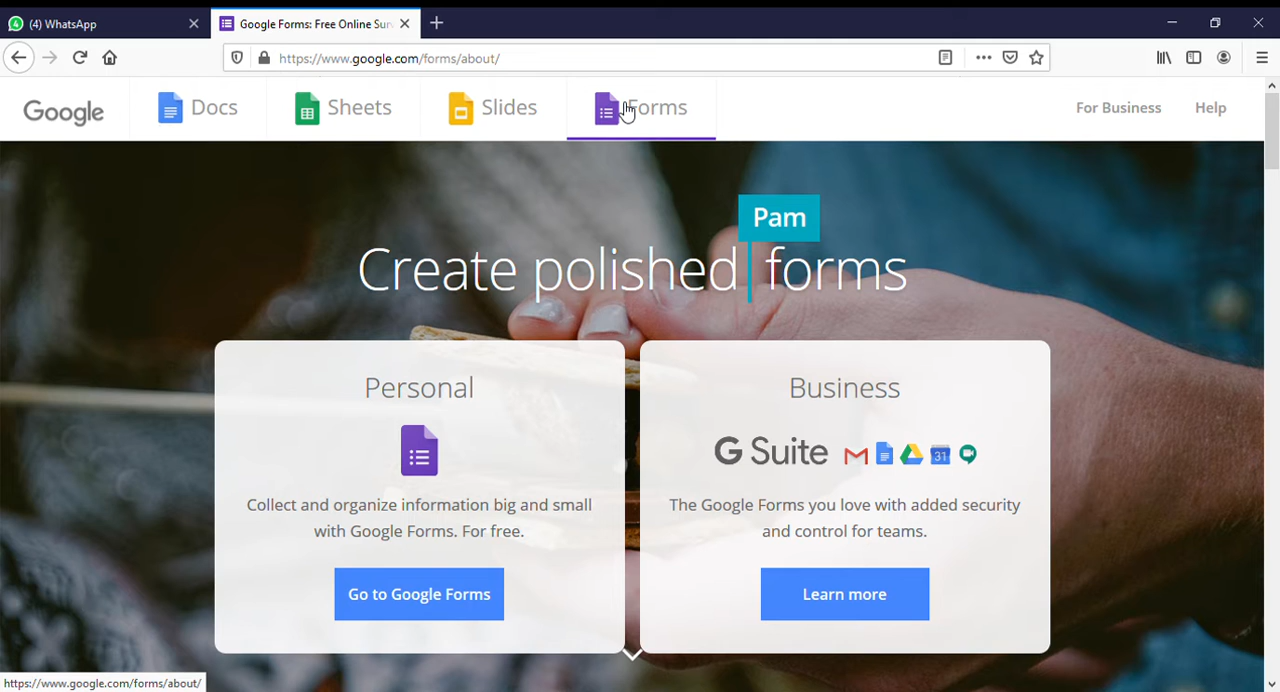 (4) WhatsApp
Google Forms: Free Online Sur
https://www.google.com/forms/about/
Google
Docs
Sheets
Slides
Forms
For Business
Help
Pam
Create polished forms
Personal
Collect and organize information big and small
with Google Forms. For free.
Go to Google Forms
Business
G Suite
31
The Google Forms you love with added security
and control for teams.
Learn more
https://www.google.com/forms/about/